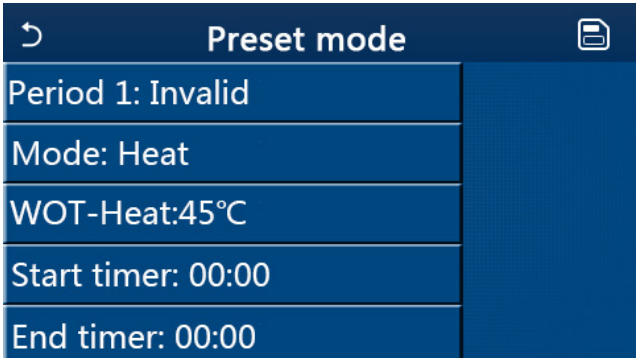 Preset mode
Period 1: Invalid
Mode: Heat
WOT-Heat:45℃
Start timer: 00:00
End timer: 00:00